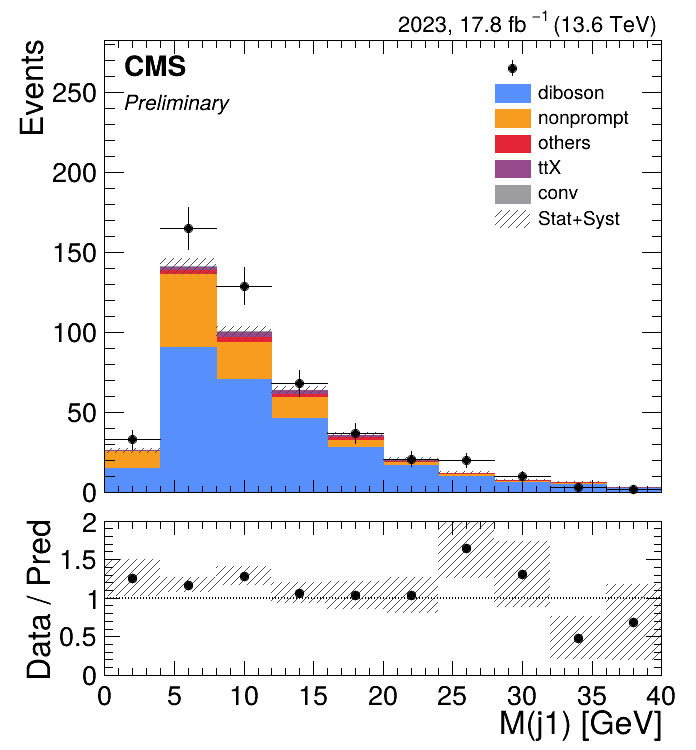 2023, 17.8 fb⁻¹ (13.6 TeV)
CMS
Preliminary
diboson
nonprompt
others
ttX
conv
Stat+Syst
Events
250
200
150
100
50
0
Data / Pred
2
1.5
1
0.5
0
0 5 10 15 20 25 30 35 40
M(j1) [GeV]